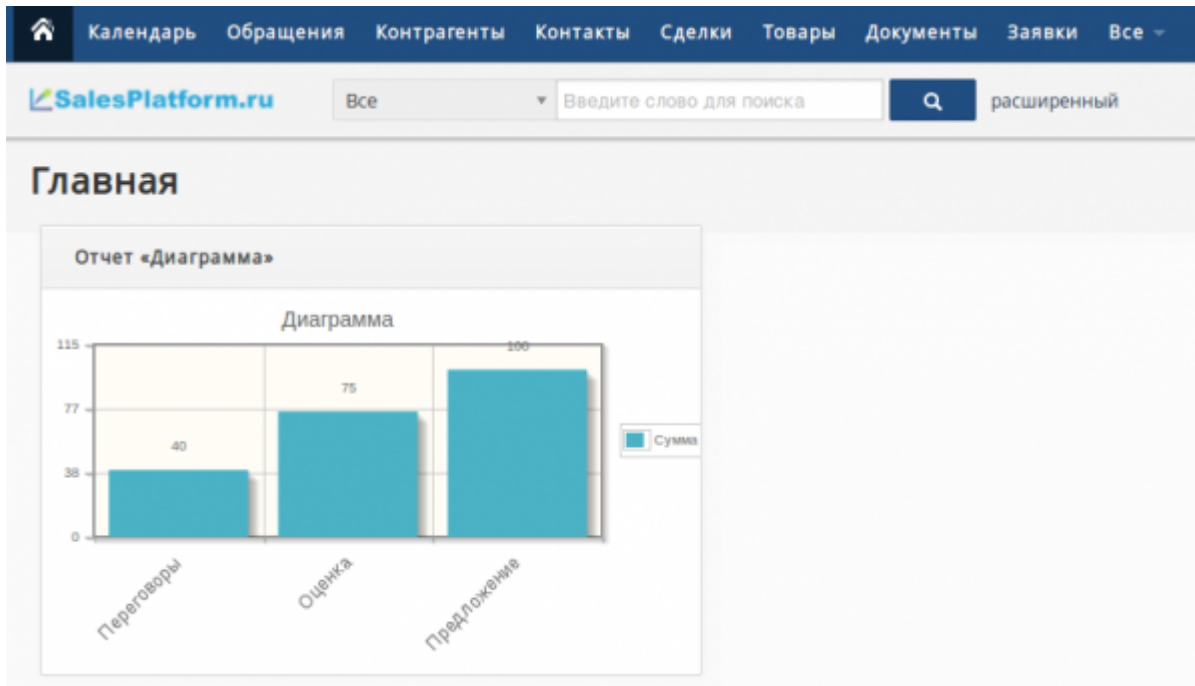 Календарь Обращения Контрагенты Контакты Сделки Товары Документы Заявки Все
SalesPlatform.ru Все Введите слово для поиска расширенный
Главная
Отчет «Диаграмма»
Диаграмма
115
100
75
77
40
38
0
Сумма
Переговоры Оценка Предложение